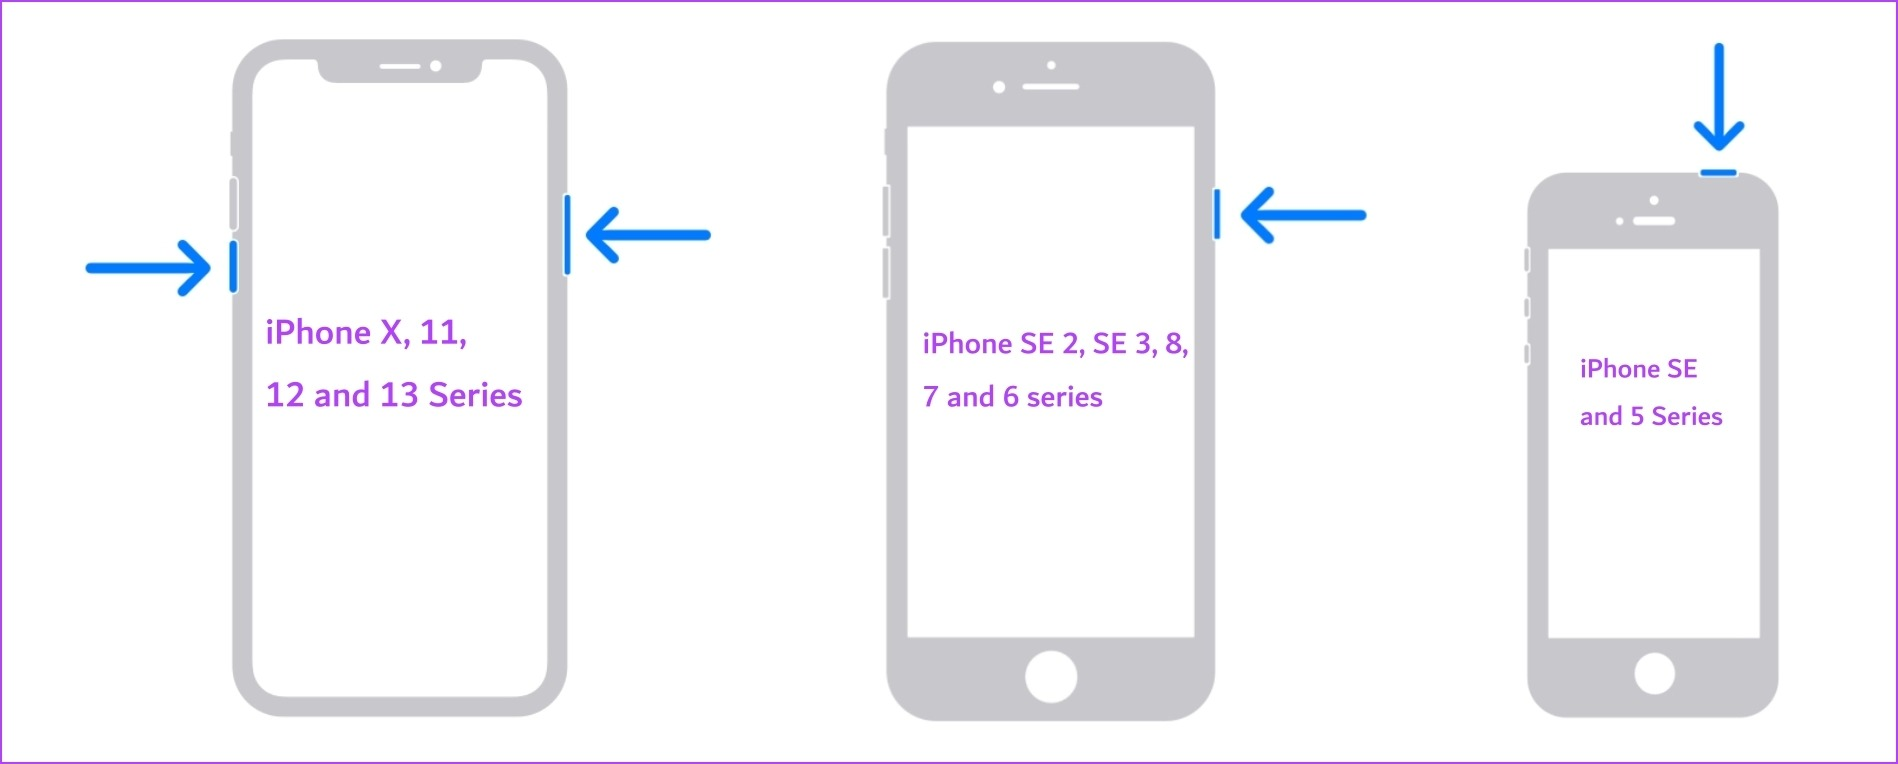 iPhone X, 11,
12 and 13 Series
iPhone SE 2, SE 3, 8,
7 and 6 series
iPhone SE
and 5 Series